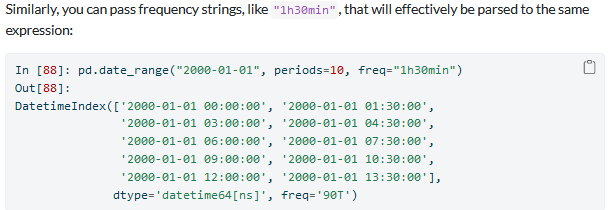 Similarly, you can pass frequency strings, like "1h30min", that will effectively be parsed to the same
expression:
In [88]: pd.date_range("2000-01-01", periods=10, freq="1h30min")
Out[88]:
DatetimeIndex(['2000-01-01 00:00:00', '2000-01-01 01:30:00',
               '2000-01-01 03:00:00', '2000-01-01 04:30:00',
               '2000-01-01 06:00:00', '2000-01-01 07:30:00',
               '2000-01-01 09:00:00', '2000-01-01 10:30:00',
               '2000-01-01 12:00:00', '2000-01-01 13:30:00'],
              dtype='datetime64[ns]', freq='90T')